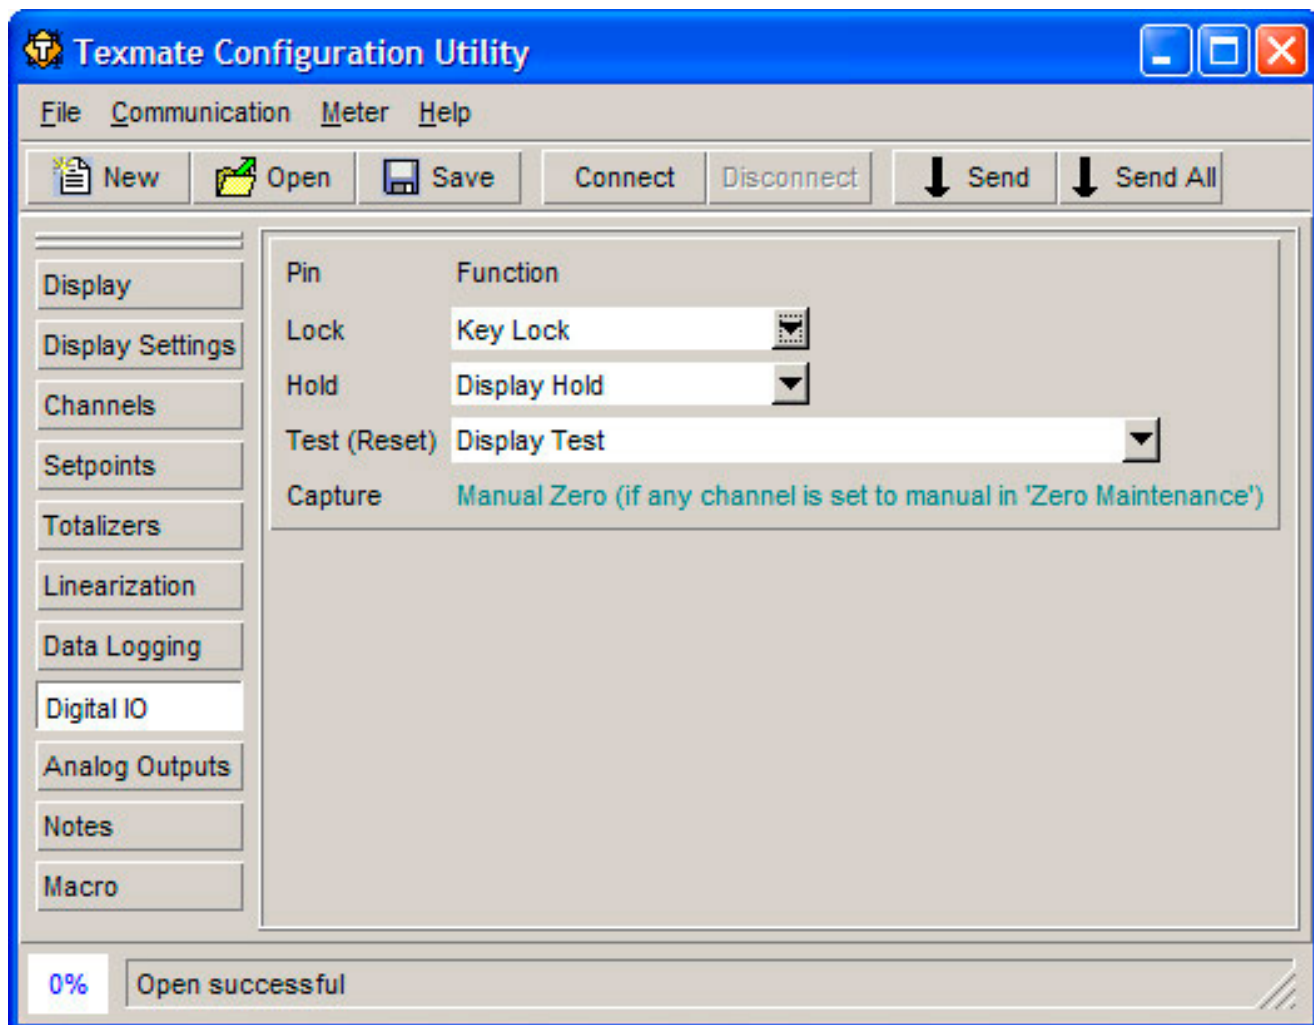 Texmate Configuration Utility
File Communication Meter Help
New Open Save Connect Disconnect Send Send All
Display
Display Settings
Channels
Setpoints
Totalizers
Linearization
Data Logging
Digital IO
Analog Outputs
Notes
Macro
Pin Function
Lock Key Lock
Hold Display Hold
Test (Reset) Display Test
Capture Manual Zero (if any channel is set to manual in 'Zero Maintenance')
0% Open successful